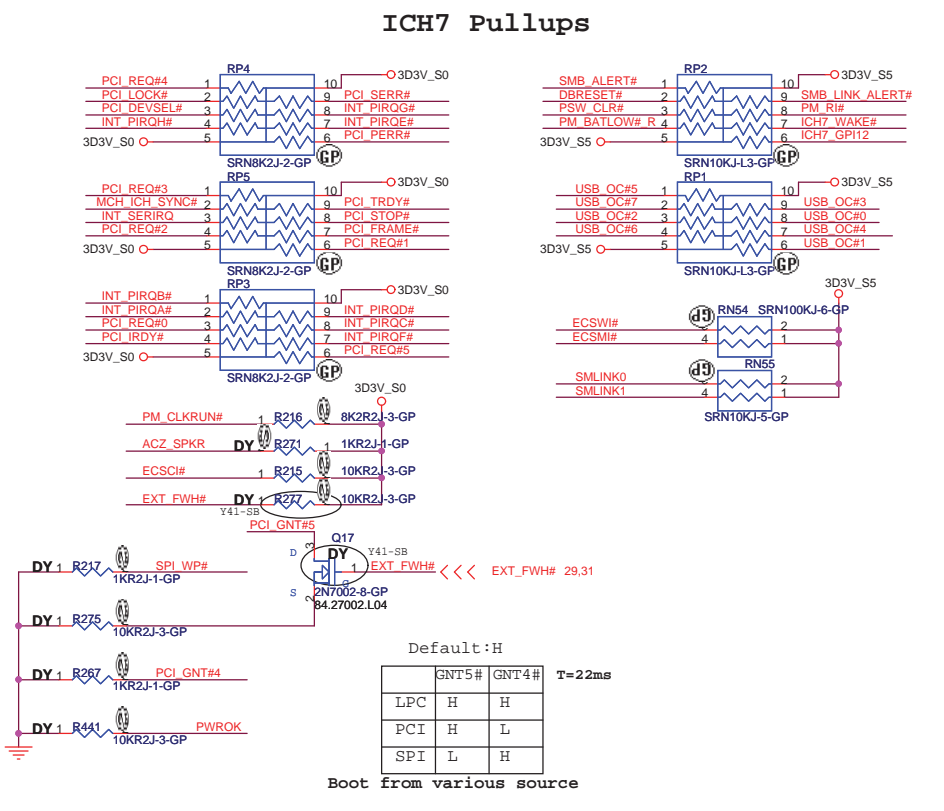 ICH7 Pullups
RP4
PCI_REQ#4 1
PCI_LOCK# 2
PCI_DEVSEL# 3
INT_PIRQH# 4
3D3V_S0 5
10 3D3V_S0
9 PCI_SERR#
8 INT_PIRQG#
7 INT_PIRQE#
6 PCI_PERR#
SRN8K2J-2-GP GP
RP5
PCI_REQ#3 1
MCH_ICH_SYNC# 2
INT_SERIRQ 3
PCI_REQ#2 4
3D3V_S0 5
10 3D3V_S0
9 PCI_TRDY#
8 PCI_STOP#
7 PCI_FRAME#
6 PCI_REQ#1
SRN8K2J-2-GP GP
RP3
INT_PIRQB# 1
INT_PIRQA# 2
PCI_REQ#0 3
PCI_IRDY# 4
3D3V_S0 5
10 3D3V_S0
9 INT_PIRQD#
8 INT_PIRQC#
7 INT_PIRQF#
6 PCI_REQ#5
SRN8K2J-2-GP GP
RP2
SMB_ALERT# 1
DBRESET# 2
PSW_CLR# 3
PM_BATLOW#_R 4
3D3V_S5 5
10 3D3V_S5
9 SMB_LINK_ALERT#
8 PM_RI#
7 ICH7_WAKE#
6 ICH7_GPI12
SRN10KJ-L3-GP GP
RP1
USB_OC#5 1
USB_OC#7 2
USB_OC#2 3
USB_OC#6 4
3D3V_S5 5
10 3D3V_S5
9 USB_OC#3
8 USB_OC#0
7 USB_OC#4
6 USB_OC#1
SRN10KJ-L3-GP GP
3D3V_S5
GP RN54 SRN100KJ-6-GP
ECSWI# 3 2
ECSMI# 4 1
GP RN55
SMLINK0 3 2
SMLINK1 4 1
SRN10KJ-5-GP
3D3V_S0
PM_CLKRUN# 1 R216 GP 8K2R2J-3-GP
ACZ_SPKR DY GP R271 1 1KR2J-1-GP
ECSCI# 1 R215 GP 10KR2J-3-GP
EXT_FWH# DY 1 R277 GP 10KR2J-3-GP
Y41-SB
PCI_GNT#5
Q17
D 3 DY Y41-SB
1 EXT_FWH# EXT_FWH# 29,31
G
S 2 2N7002-8-GP
84.27002.L04
DY 1 R217 GP SPI_WP#
1KR2J-1-GP
DY 1 R275 GP
10KR2J-3-GP
DY 1 R267 GP PCI_GNT#4
1KR2J-1-GP
DY 1 R441 GP PWROK
10KR2J-3-GP
Default:H
GNT5# GNT4# T=22ms
LPC H H
PCI H L
SPI L H
Boot from various source